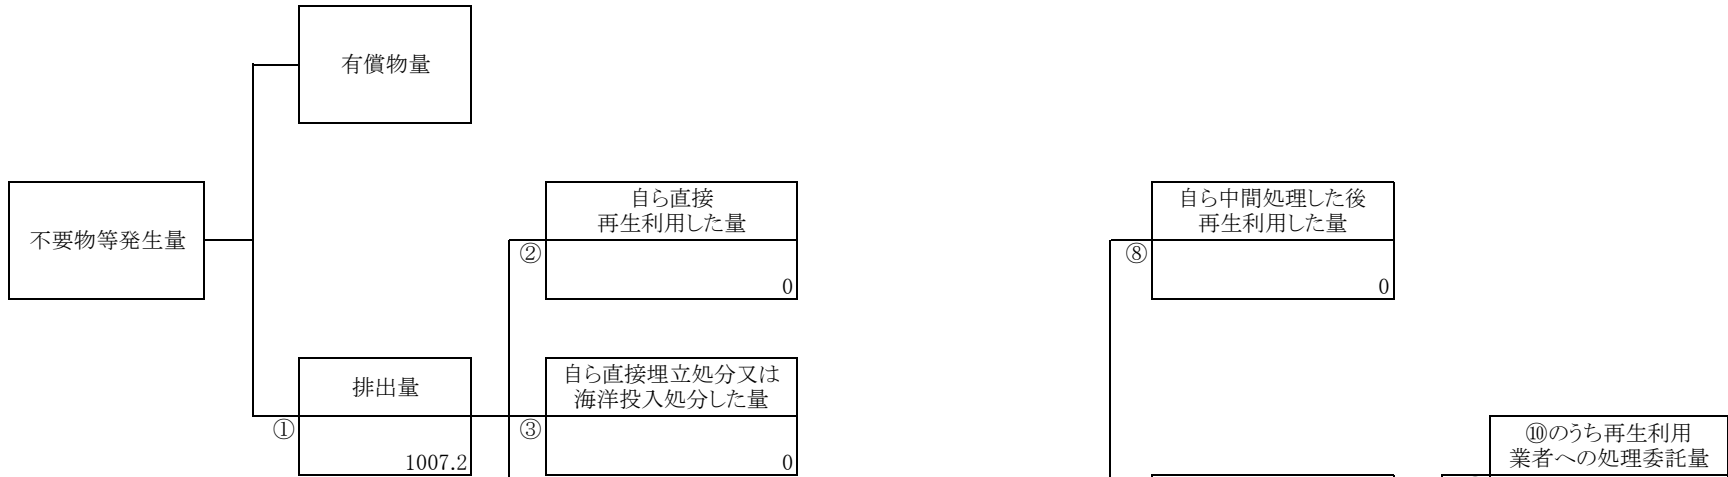 有償物量
不要物等発生量
自ら直接
再生利用した量
②
0
自ら中間処理した後
再生利用した量
⑧
0
排出量
①
1007.2
自ら直接埋立処分又は
海洋投入処分した量
③
0
⑩のうち再生利用
業者への処理委託量